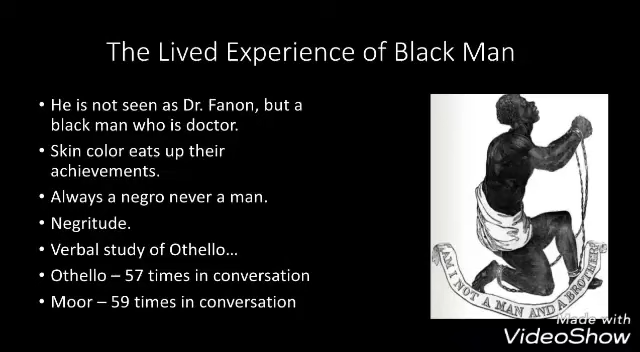 The Lived Experience of Black Man
• He is not seen as Dr. Fanon, but a
black man who is doctor.
• Skin color eats up their
achievements.
• Always a negro never a man.
• Negritude.
• Verbal study of Othello...
• Othello – 57 times in conversation
• Moor – 59 times in conversation
AM I NOT A MAN AND A BROTHER
Made with
VideoShow